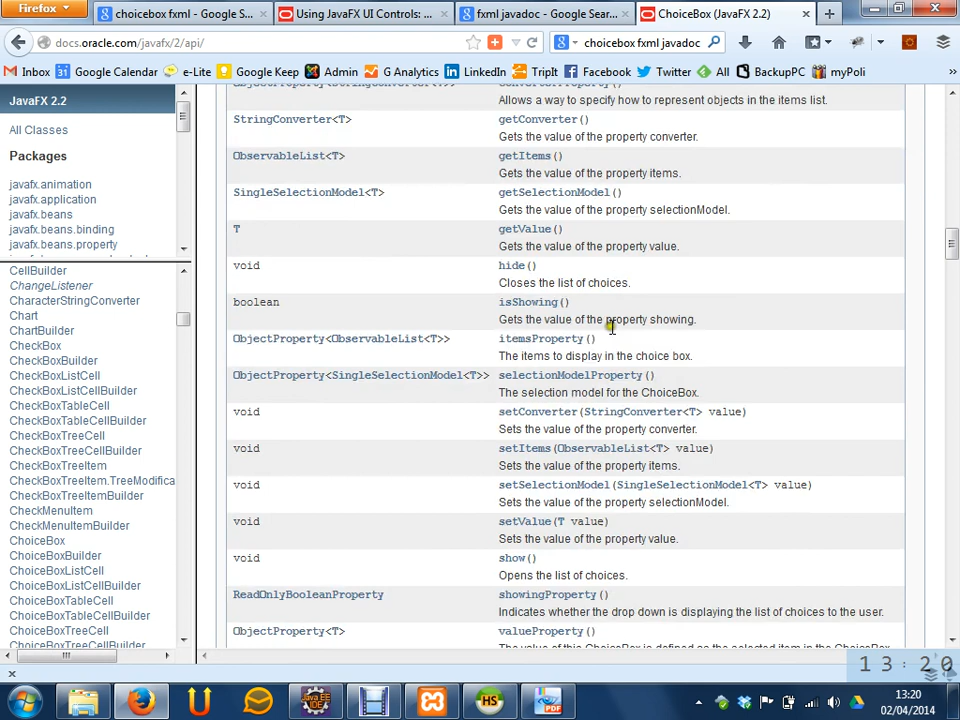 Firefox
choicebox fxml - Google S...
Using JavaFX UI Controls: ...
fxml javadoc - Google Sear...
ChoiceBox (JavaFX 2.2)
docs.oracle.com/javafx/2/api/
choicebox fxml javadoc
Inbox
Google Calendar
e-Lite
Google Keep
Admin
G Analytics
LinkedIn
TripIt
Facebook
Twitter
All
BackupPC
myPoli
JavaFX 2.2
All Classes
Packages
javafx.animation
javafx.application
javafx.beans
javafx.beans.binding
javafx.beans.property
CellBuilder
ChangeListener
CharacterStringConverter
Chart
ChartBuilder
CheckBox
CheckBoxBuilder
CheckBoxListCell
CheckBoxListCellBuilder
CheckBoxTableCell
CheckBoxTableCellBuilder
CheckBoxTreeCell
CheckBoxTreeCellBuilder
CheckBoxTreeItem
CheckBoxTreeItem.TreeModifica
CheckBoxTreeItemBuilder
CheckMenuItem
CheckMenuItemBuilder
ChoiceBox
ChoiceBoxBuilder
ChoiceBoxListCell
ChoiceBoxListCellBuilder
ChoiceBoxTableCell
ChoiceBoxTableCellBuilder
ChoiceBoxTreeCell
ChoiceBoxTreeCellBuilder
Allows a way to specify how to represent objects in the items list.
StringConverter<T> getConverter()
Gets the value of the property converter.
ObservableList<T> getItems()
Gets the value of the property items.
SingleSelectionModel<T> getSelectionModel()
Gets the value of the property selectionModel.
T getValue()
Gets the value of the property value.
void hide()
Closes the list of choices.
boolean isShowing()
Gets the value of the property showing.
ObjectProperty<ObservableList<T>> itemsProperty()
The items to display in the choice box.
ObjectProperty<SingleSelectionModel<T>> selectionModelProperty()
The selection model for the ChoiceBox.
void setConverter(StringConverter<T> value)
Sets the value of the property converter.
void setItems(ObservableList<T> value)
Sets the value of the property items.
void setSelectionModel(SingleSelectionModel<T> value)
Sets the value of the property selectionModel.
void setValue(T value)
Sets the value of the property value.
void show()
Opens the list of choices.
ReadOnlyBooleanProperty showingProperty()
Indicates whether the drop down is displaying the list of choices to the user.
ObjectProperty<T> valueProperty()
13:20
13:20
02/04/2014